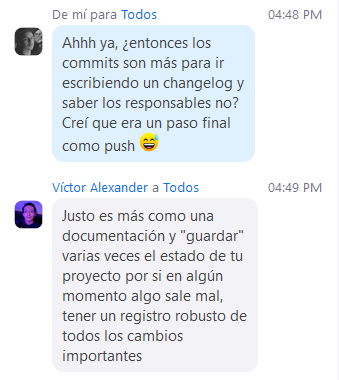 De mí para Todos 04:48 PM
Ahhh ya, ¿entonces los
commits son más para ir
escribiendo un changelog y
saber los responsables no?
Creí que era un paso final
como push 😅
Víctor Alexander a Todos 04:49 PM
Justo es más como una
documentación y "guardar"
varias veces el estado de tu
proyecto por si en algún
momento algo sale mal,
tener un registro robusto de
todos los cambios
importantes